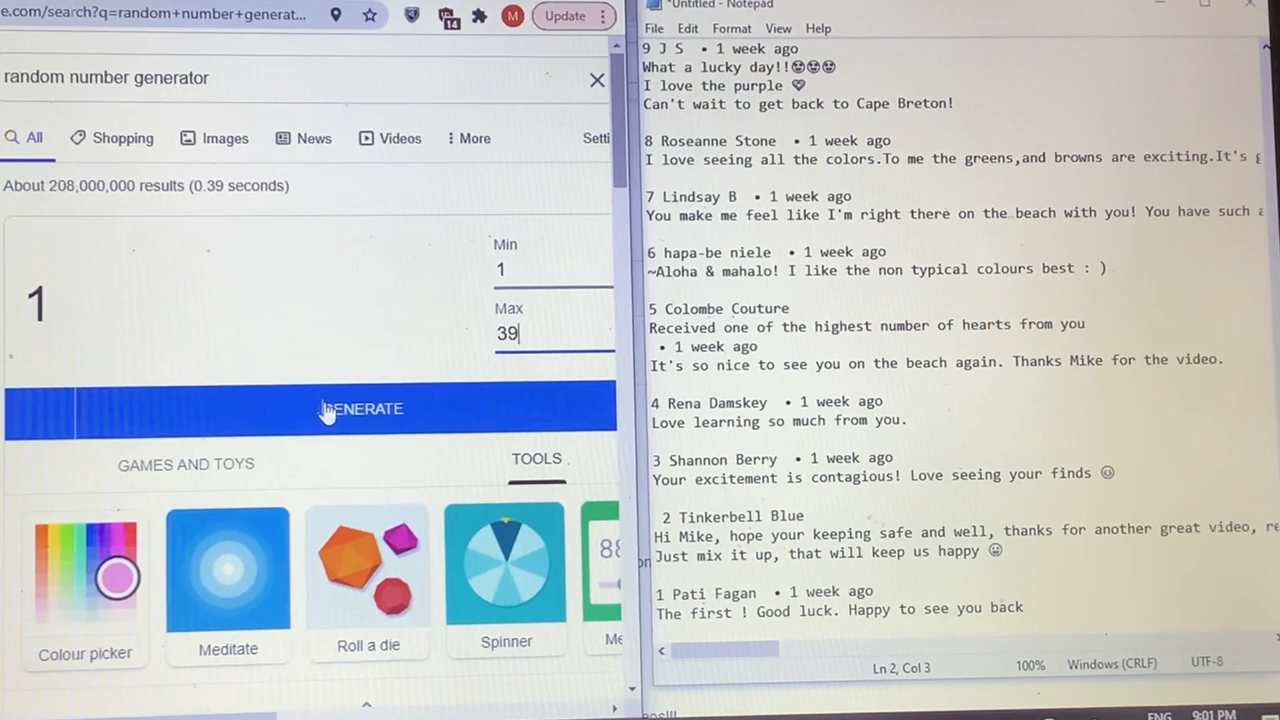 e.com/search?q=random+number+generat...
14
M
Update
random number generator
All
Shopping
Images
News
Videos
More
About 208,000,000 results (0.39 seconds)
1
Min
1
Max
39
GENERATE
GAMES AND TOYS
TOOLS
Colour picker
Meditate
Roll a die
Spinner
*Untitled - Notepad
File Edit Format View Help
9 J S • 1 week ago
What a lucky day!!😍😍😍
I love the purple 💜
Can't wait to get back to Cape Breton!
8 Roseanne Stone • 1 week ago
I love seeing all the colors.To me the greens,and browns are exciting.It's
7 Lindsay B • 1 week ago
You make me feel like I'm right there on the beach with you! You have such
6 hapa-be niele • 1 week ago
~Aloha & mahalo! I like the non typical colours best : )
5 Colombe Couture
Received one of the highest number of hearts from you
• 1 week ago
It's so nice to see you on the beach again. Thanks Mike for the video.
4 Rena Damskey • 1 week ago
Love learning so much from you.
3 Shannon Berry • 1 week ago
Your excitement is contagious! Love seeing your finds
2 Tinkerbell Blue
Hi Mike, hope your keeping safe and well, thanks for another great video,
Just mix it up, that will keep us happy
1 Pati Fagan • 1 week ago
The first ! Good luck. Happy to see you back
Ln 2, Col 3
100%
Windows (CRLF)
UTF-8
ENG
9:01 PM